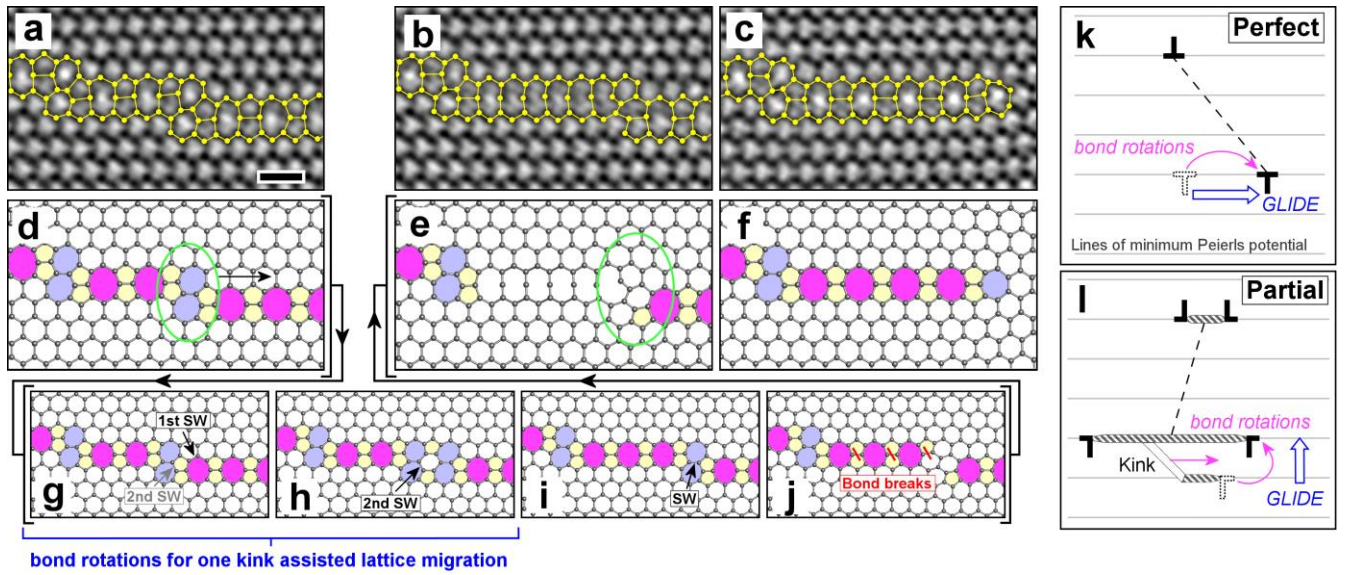 a
b
c
k
Perfect
bond rotations
GLIDE
Lines of minimum Peierls potential
d
e
f
l
Partial
bond rotations
Kink
GLIDE
1st SW
2nd SW
g
2nd SW
h
SW
i
Bond breaks
j
bond rotations for one kink assisted lattice migration